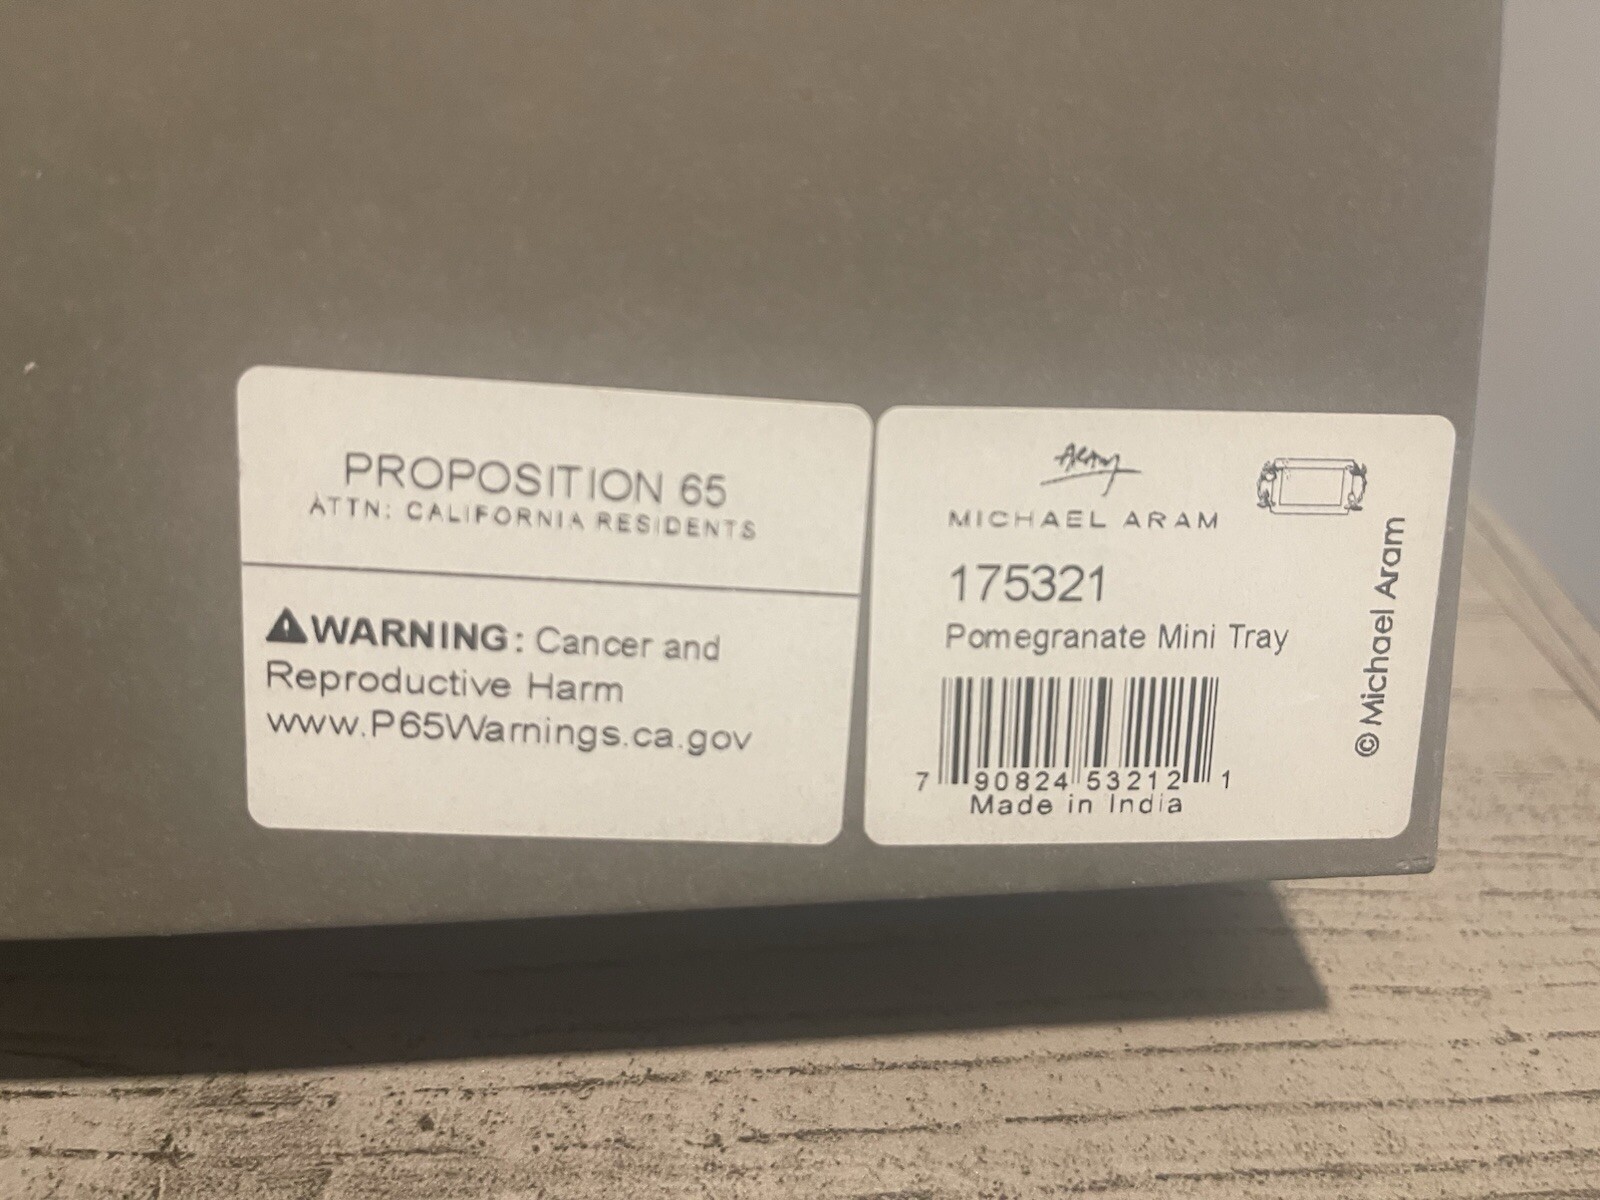 PROPOSITION 65
ATTN: CALIFORNIA RESIDENTS
⚠WARNING: Cancer and
Reproductive Harm
www.P65Warnings.ca.gov
ARAM
MICHAEL ARAM
175321
Pomegranate Mini Tray
7 90824 53212 1
Made in India
© Michael Aram